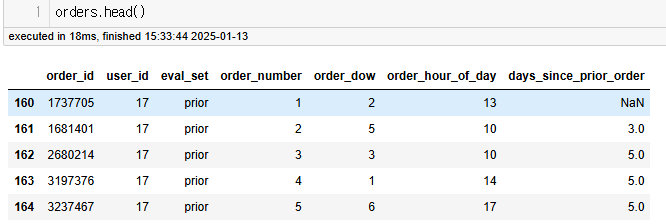 1 orders.head()
executed in 18ms, finished 15:33:44 2025-01-13
order_id user_id eval_set order_number order_dow order_hour_of_day days_since_prior_order
160 1737705 17 prior 1 2 13 NaN
161 1681401 17 prior 2 5 10 3.0
162 2680214 17 prior 3 3 10 5.0
163 3197376 17 prior 4 1 14 5.0
164 3237467 17 prior 5 6 17 5.0